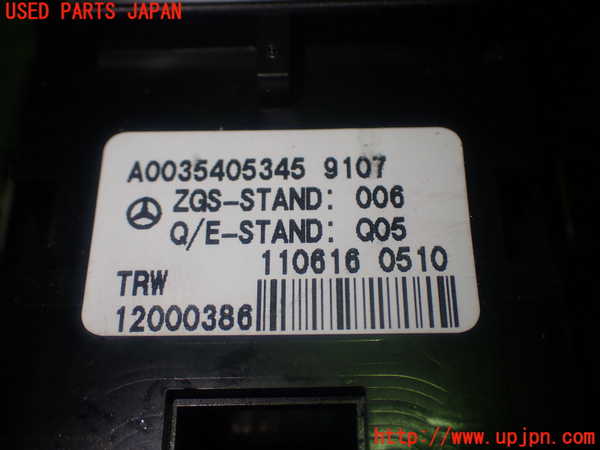 USED PARTS JAPAN
A0035405345 9107
ZGS-STAND: 006
Q/E-STAND: Q05
110616 0510
TRW
12000386
http://www.upjpn.com/